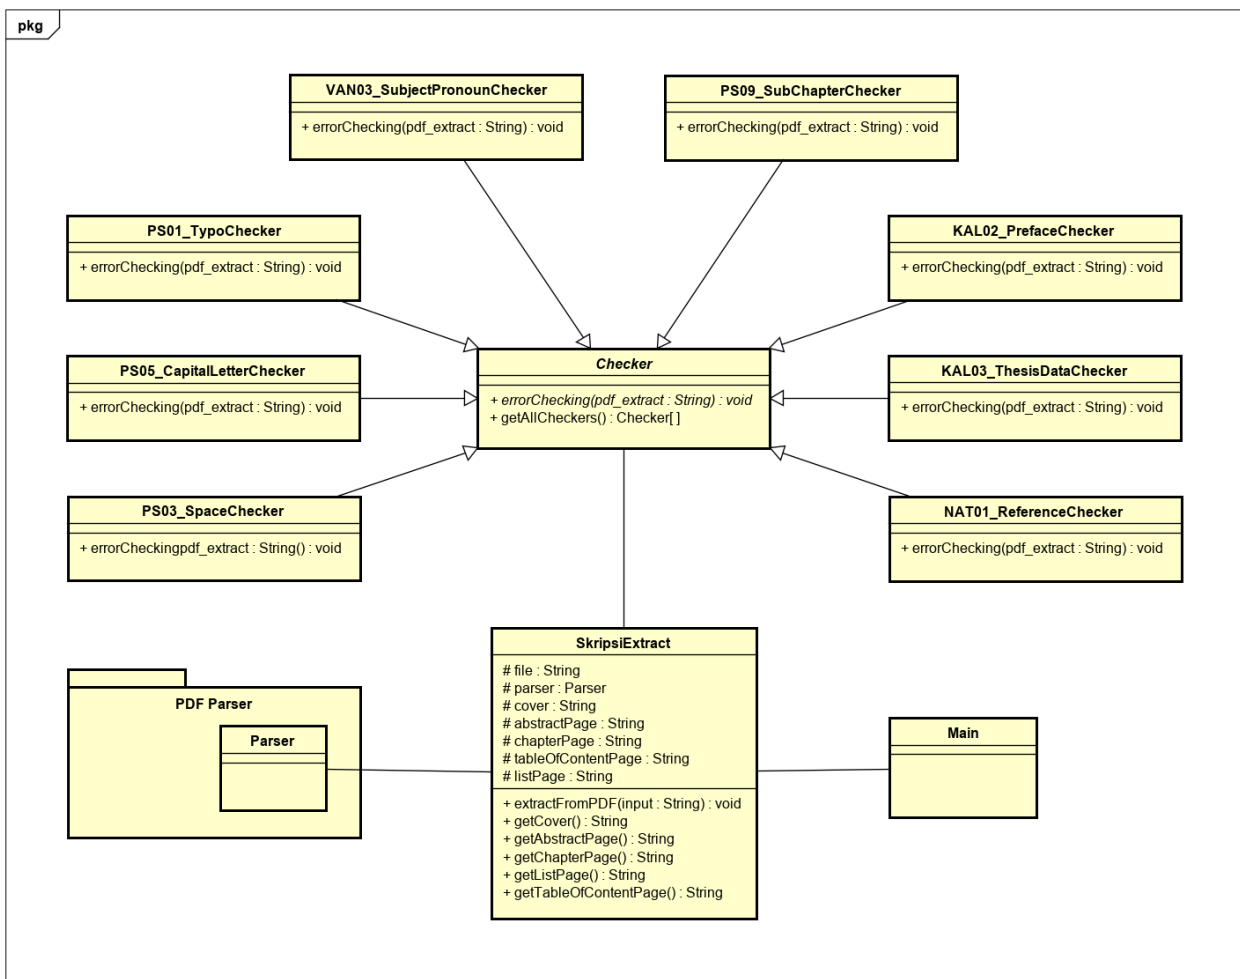 pkg
VAN03_SubjectPronounChecker
+ errorChecking(pdf_extract : String) : void
PS09_SubChapterChecker
+ errorChecking(pdf_extract : String) : void
PS01_TypoChecker
+ errorChecking(pdf_extract : String) : void
KAL02_PrefaceChecker
+ errorChecking(pdf_extract : String) : void
PS05_CapitalLetterChecker
+ errorChecking(pdf_extract : String) : void
Checker
+ errorChecking(pdf_extract : String) : void
+ getAllCheckers() : Checker[ ]
KAL03_ThesisDataChecker
+ errorChecking(pdf_extract : String) : void
PS03_SpaceChecker
+ errorCheckingpdf_extract : String() : void
NAT01_ReferenceChecker
+ errorChecking(pdf_extract : String) : void
PDF Parser
Parser
SkripsiExtract
# file : String
# parser : Parser
# cover : String
# abstractPage : String
# chapterPage : String
# tableOfContentPage : String
# listPage : String
+ extractFromPDF(input : String) : void
+ getCover() : String
+ getAbstractPage() : String
+ getChapterPage() : String
+ getListPage() : String
+ getTableOfContentPage() : String
Main